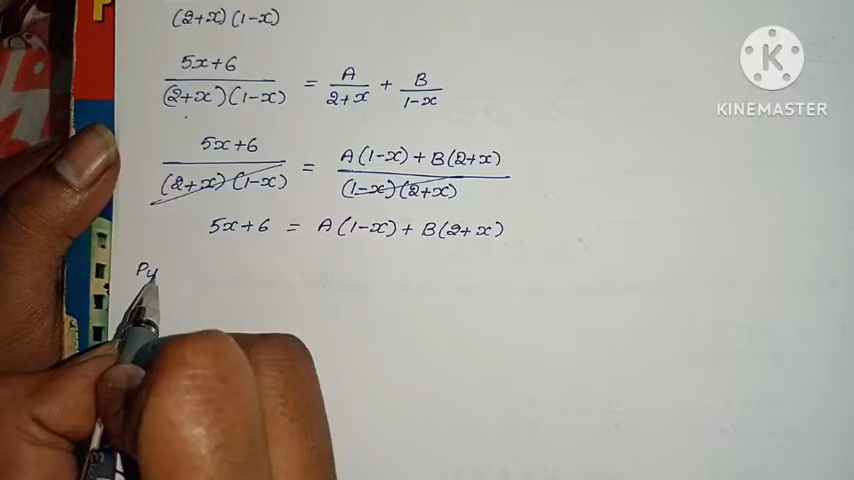 (2+x)(1-x)
5x+6 / (2+x)(1-x) = A / 2+x + B / 1-x
5x+6 / (2+x)(1-x) = A(1-x)+B(2+x) / (1-x)(2+x)
5x+6 = A(1-x)+B(2+x)
Pu
K
KINEMASTER